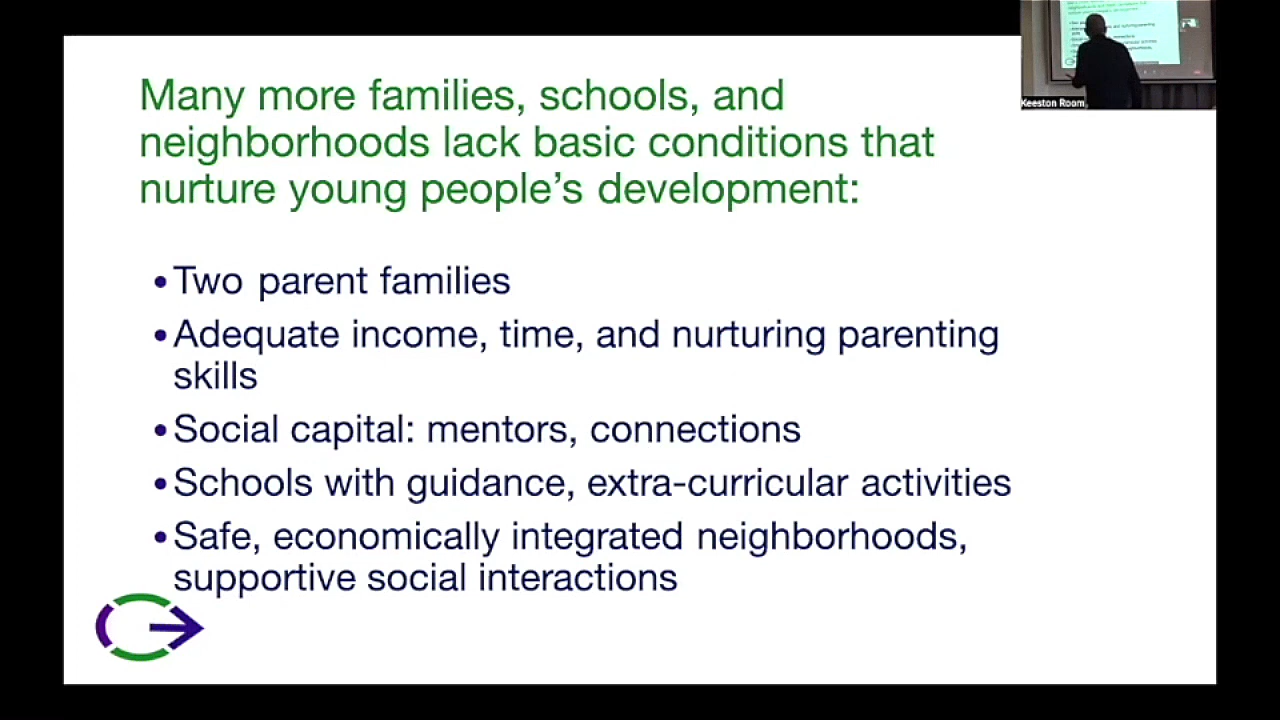 Many more families, schools, and
neighborhoods lack basic conditions that
nurture young people’s development:
•Two parent families
•Adequate income, time, and nurturing parenting
skills
•Social capital: mentors, connections
•Schools with guidance, extra-curricular activities
•Safe, economically integrated neighborhoods,
supportive social interactions
Keeston Room